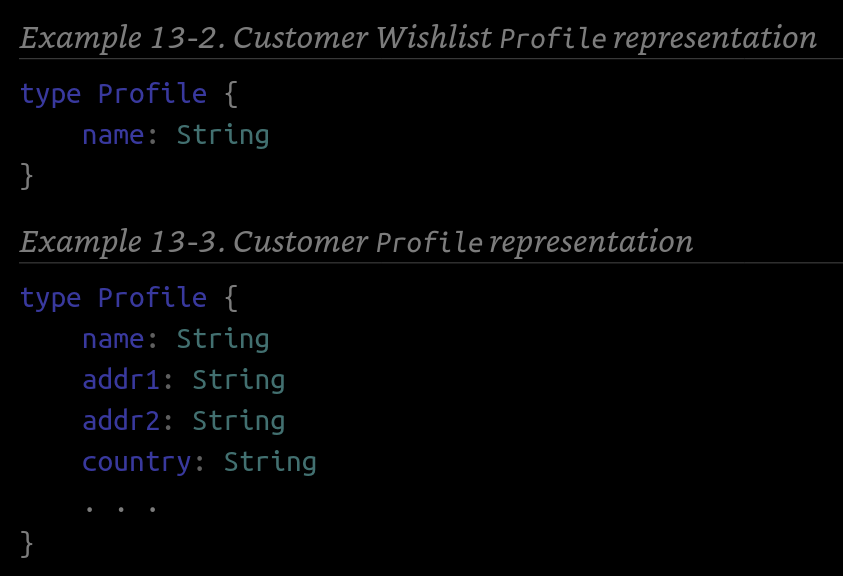 Example 13-2. Customer Wishlist Profile representation
type Profile {
    name: String
}
Example 13-3. Customer Profile representation
type Profile {
    name: String
    addr1: String
    addr2: String
    country: String
    . . .
}